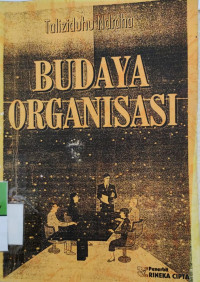 Taliziduhu Ndraha
BUDAYA
ORGANISASI
Penerbit
RINEKA CIPTA